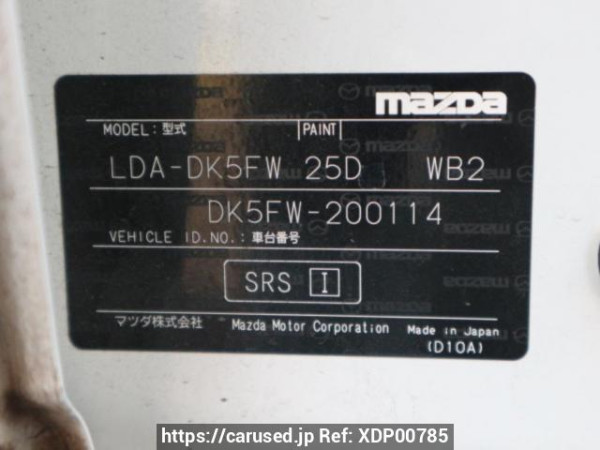 mazda
MODEL: 型式 PAINT
LDA-DK5FW 25D WB2
DK5FW-200114
VEHICLE ID.NO.: 車台番号
SRS I
マツダ株式会社 Mazda Motor Corporation Made in Japan
(D10A)
https://carused.jp Ref: XDP00785